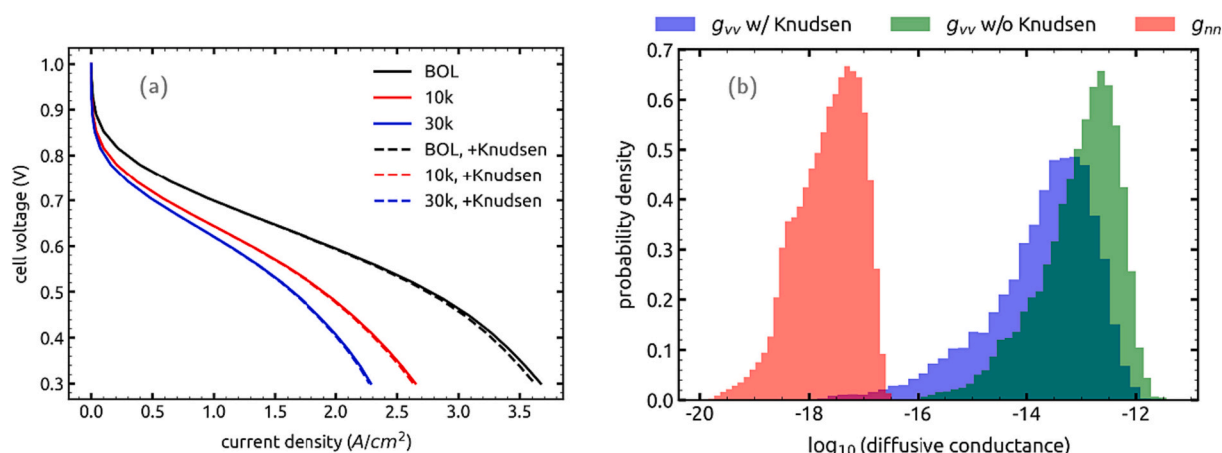 (a)
BOL
10k
30k
BOL, +Knudsen
10k, +Knudsen
30k, +Knudsen
1.0
0.9
0.8
0.7
0.6
0.5
0.4
0.3
cell voltage (V)
0.0 0.5 1.0 1.5 2.0 2.5 3.0 3.5
current density (A/cm²)
g_vv w/ Knudsen g_vv w/o Knudsen g_nn
(b)
0.7
0.6
0.5
0.4
0.3
0.2
0.1
0.0
probability density
-20 -18 -16 -14 -12
log₁₀ (diffusive conductance)